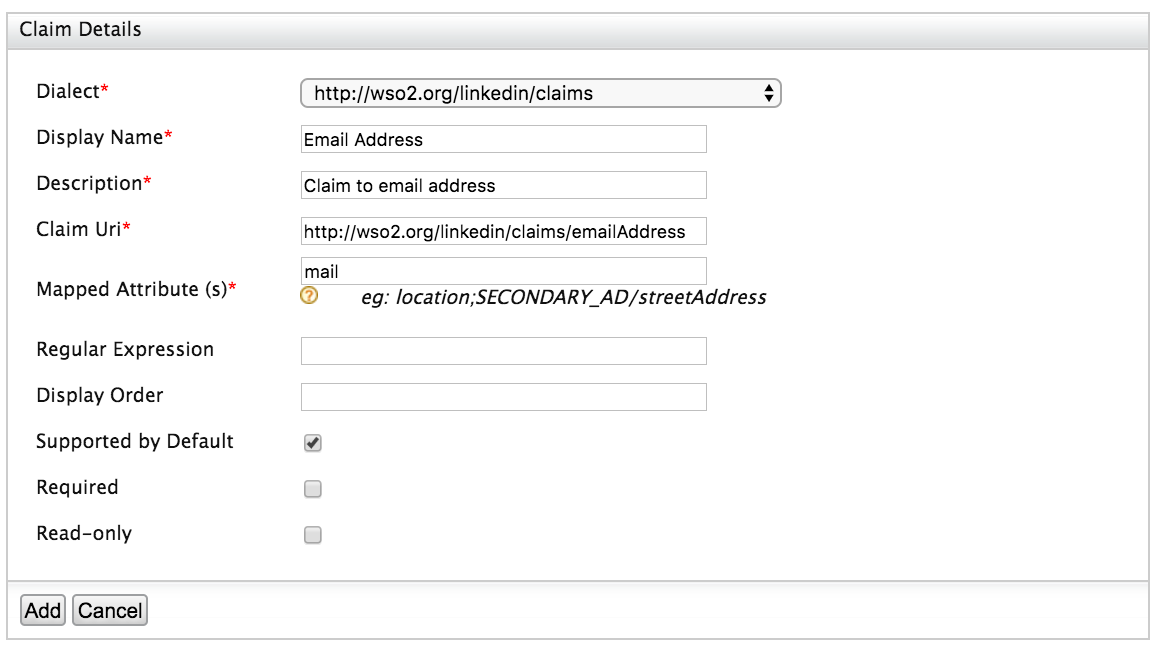 Claim Details
Dialect* http://wso2.org/linkedin/claims
Display Name* Email Address
Description* Claim to email address
Claim Uri* http://wso2.org/linkedin/claims/emailAddress
Mapped Attribute (s)* mail
? eg: location;SECONDARY_AD/streetAddress
Regular Expression
Display Order
Supported by Default
Required
Read-only
Add Cancel